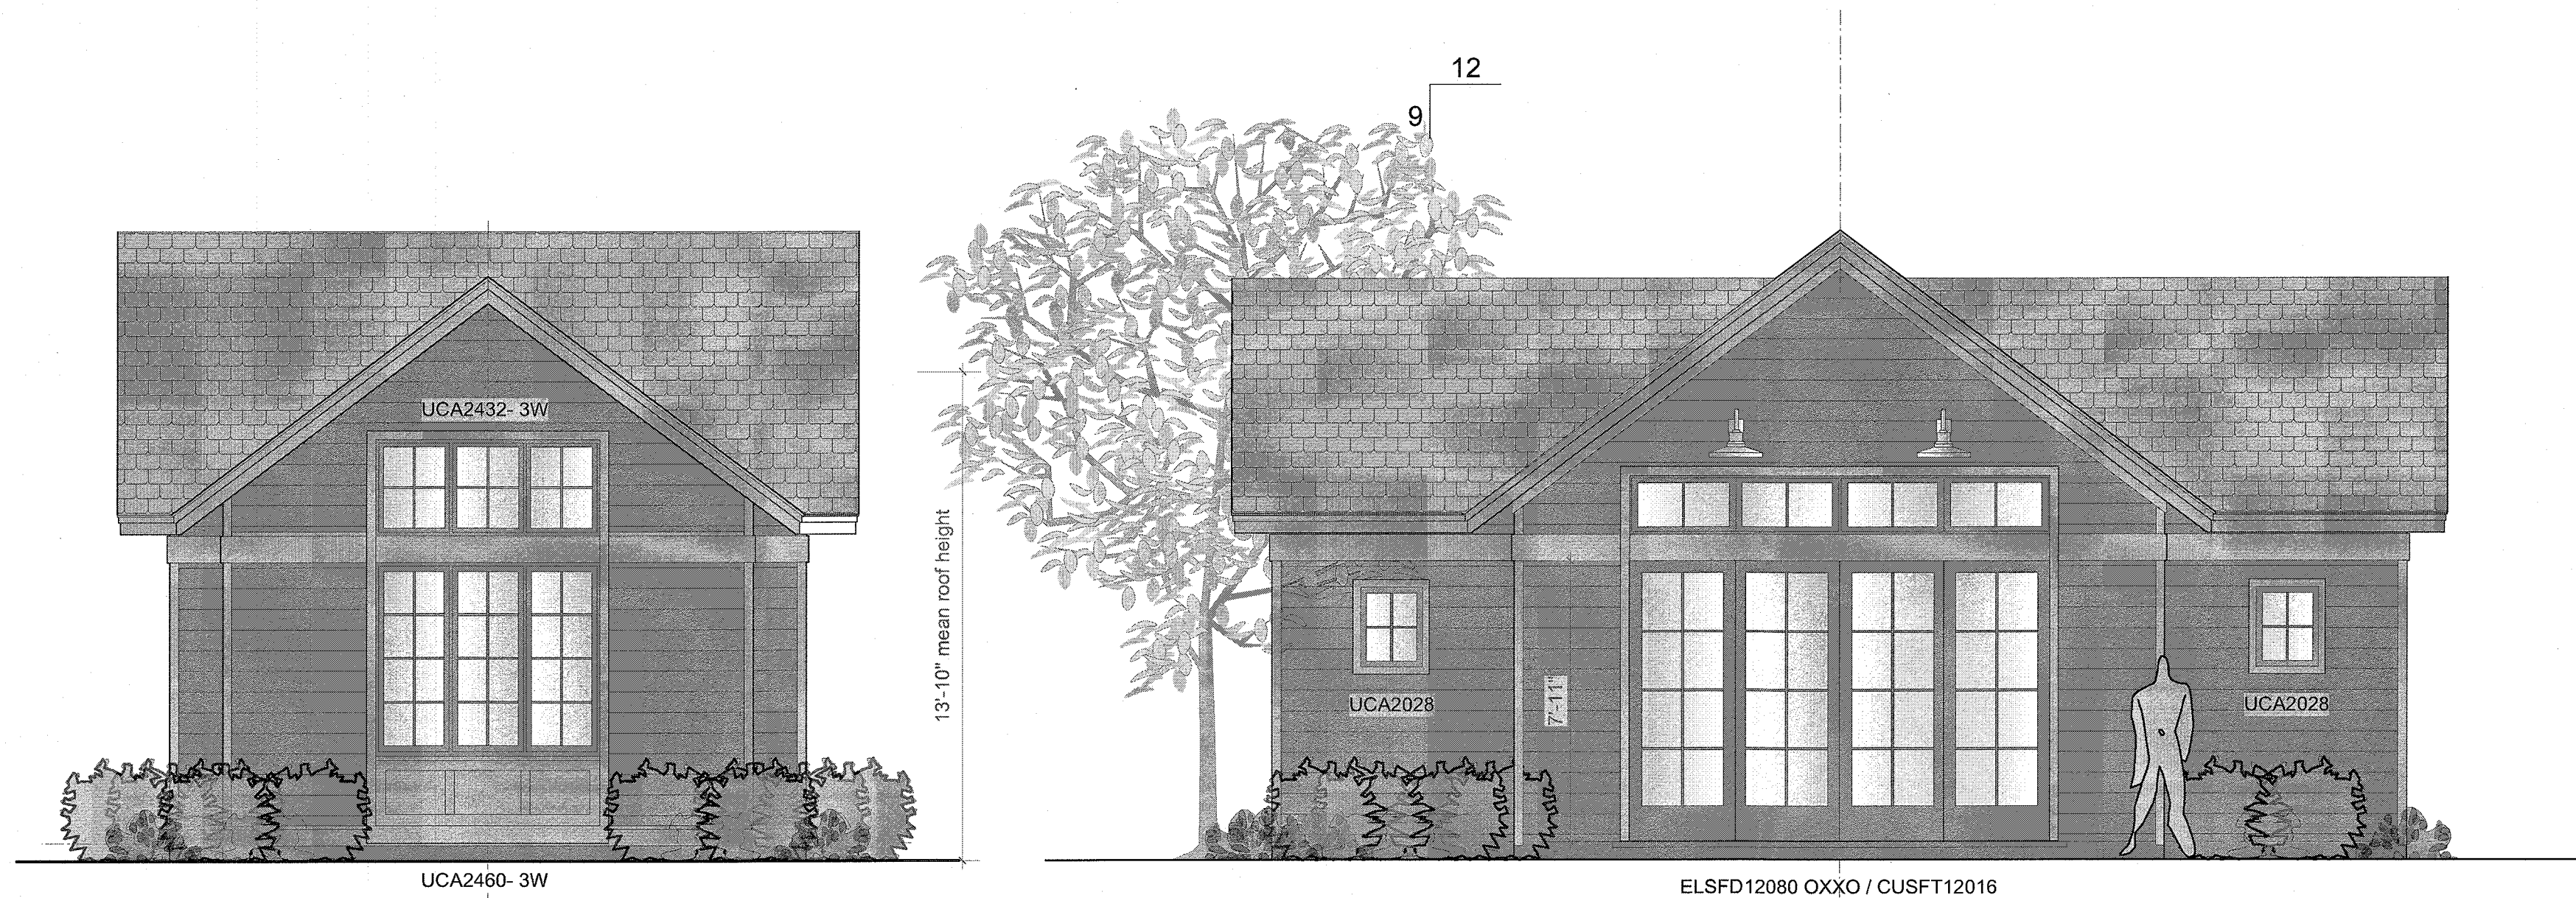 12
9
UCA2432- 3W
13'-10" mean roof height
7'-11"
UCA2028
UCA2028
UCA2460- 3W
ELSFD12080 OXXO / CUSFT12016